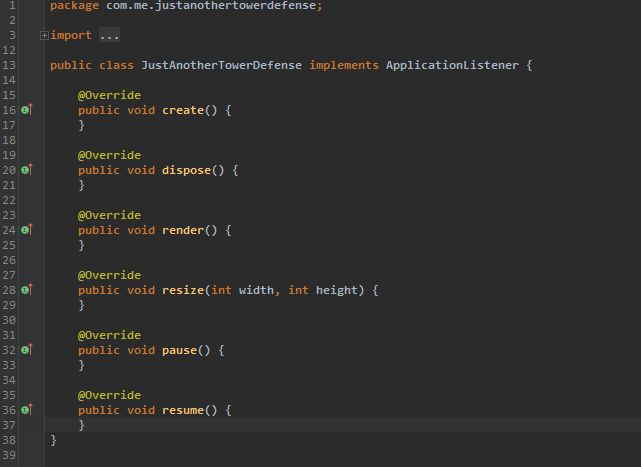 1 package com.me.justanothertowerdefense;
2
3 import ...
12
13 public class JustAnotherTowerDefense implements ApplicationListener {
14
15     @Override
16     public void create() {
17     }
18
19     @Override
20     public void dispose() {
21     }
22
23     @Override
24     public void render() {
25     }
26
27     @Override
28     public void resize(int width, int height) {
29     }
30
31     @Override
32     public void pause() {
33     }
34
35     @Override
36     public void resume() {
37     }
38 }
39